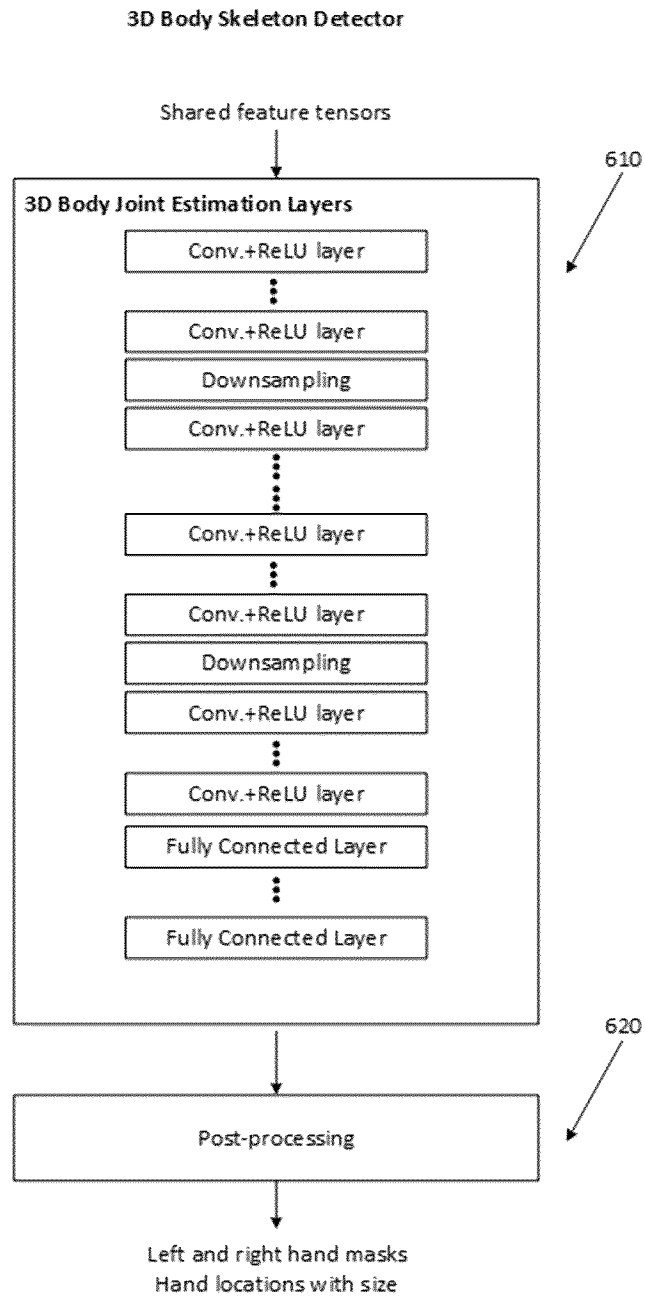 3D Body Skeleton Detector
Shared feature tensors
610
3D Body Joint Estimation Layers
Conv.+ReLU layer
Conv.+ReLU layer
Downsampling
Conv.+ReLU layer
Conv.+ReLU layer
Conv.+ReLU layer
Downsampling
Conv.+ReLU layer
Conv.+ReLU layer
Fully Connected Layer
Fully Connected Layer
620
Post-processing
Left and right hand masks
Hand locations with size